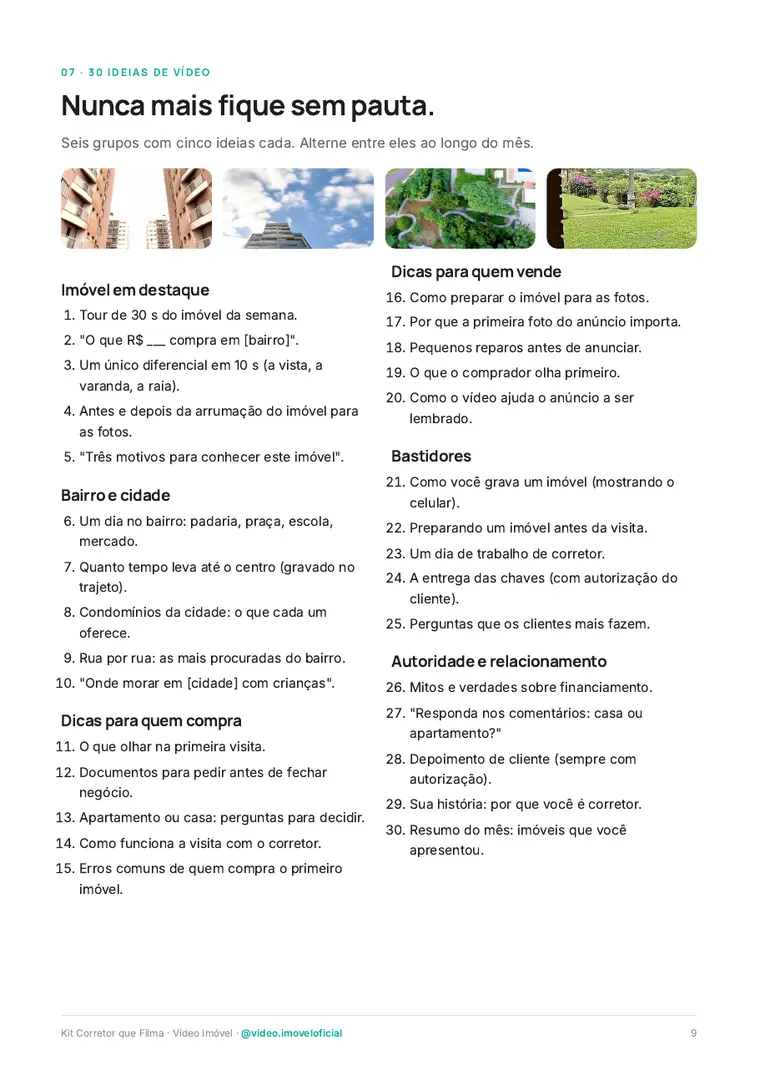 07 · 30 IDEIAS DE VÍDEO
Nunca mais fique sem pauta.
Seis grupos com cinco ideias cada. Alterne entre eles ao longo do mês.
Imóvel em destaque
1. Tour de 30 s do imóvel da semana.
2. "O que R$ ___ compra em [bairro]".
3. Um único diferencial em 10 s (a vista, a
varanda, a raia).
4. Antes e depois da arrumação do imóvel para
as fotos.
5. "Três motivos para conhecer este imóvel".
Bairro e cidade
6. Um dia no bairro: padaria, praça, escola,
mercado.
7. Quanto tempo leva até o centro (gravado no
trajeto).
8. Condomínios da cidade: o que cada um
oferece.
9. Rua por rua: as mais procuradas do bairro.
10. "Onde morar em [cidade] com crianças".
Dicas para quem compra
11. O que olhar na primeira visita.
12. Documentos para pedir antes de fechar
negócio.
13. Apartamento ou casa: perguntas para decidir.
14. Como funciona a visita com o corretor.
15. Erros comuns de quem compra o primeiro
imóvel.
Dicas para quem vende
16. Como preparar o imóvel para as fotos.
17. Por que a primeira foto do anúncio importa.
18. Pequenos reparos antes de anunciar.
19. O que o comprador olha primeiro.
20. Como o vídeo ajuda o anúncio a ser
lembrado.
Bastidores
21. Como você grava um imóvel (mostrando o
celular).
22. Preparando um imóvel antes da visita.
23. Um dia de trabalho de corretor.
24. A entrega das chaves (com autorização do
cliente).
25. Perguntas que os clientes mais fazem.
Autoridade e relacionamento
26. Mitos e verdades sobre financiamento.
27. "Responda nos comentários: casa ou
apartamento?"
28. Depoimento de cliente (sempre com
autorização).
29. Sua história: por que você é corretor.
30. Resumo do mês: imóveis que você
apresentou.
Kit Corretor que Filma · Vídeo Imóvel · @video.imoveloficial
9